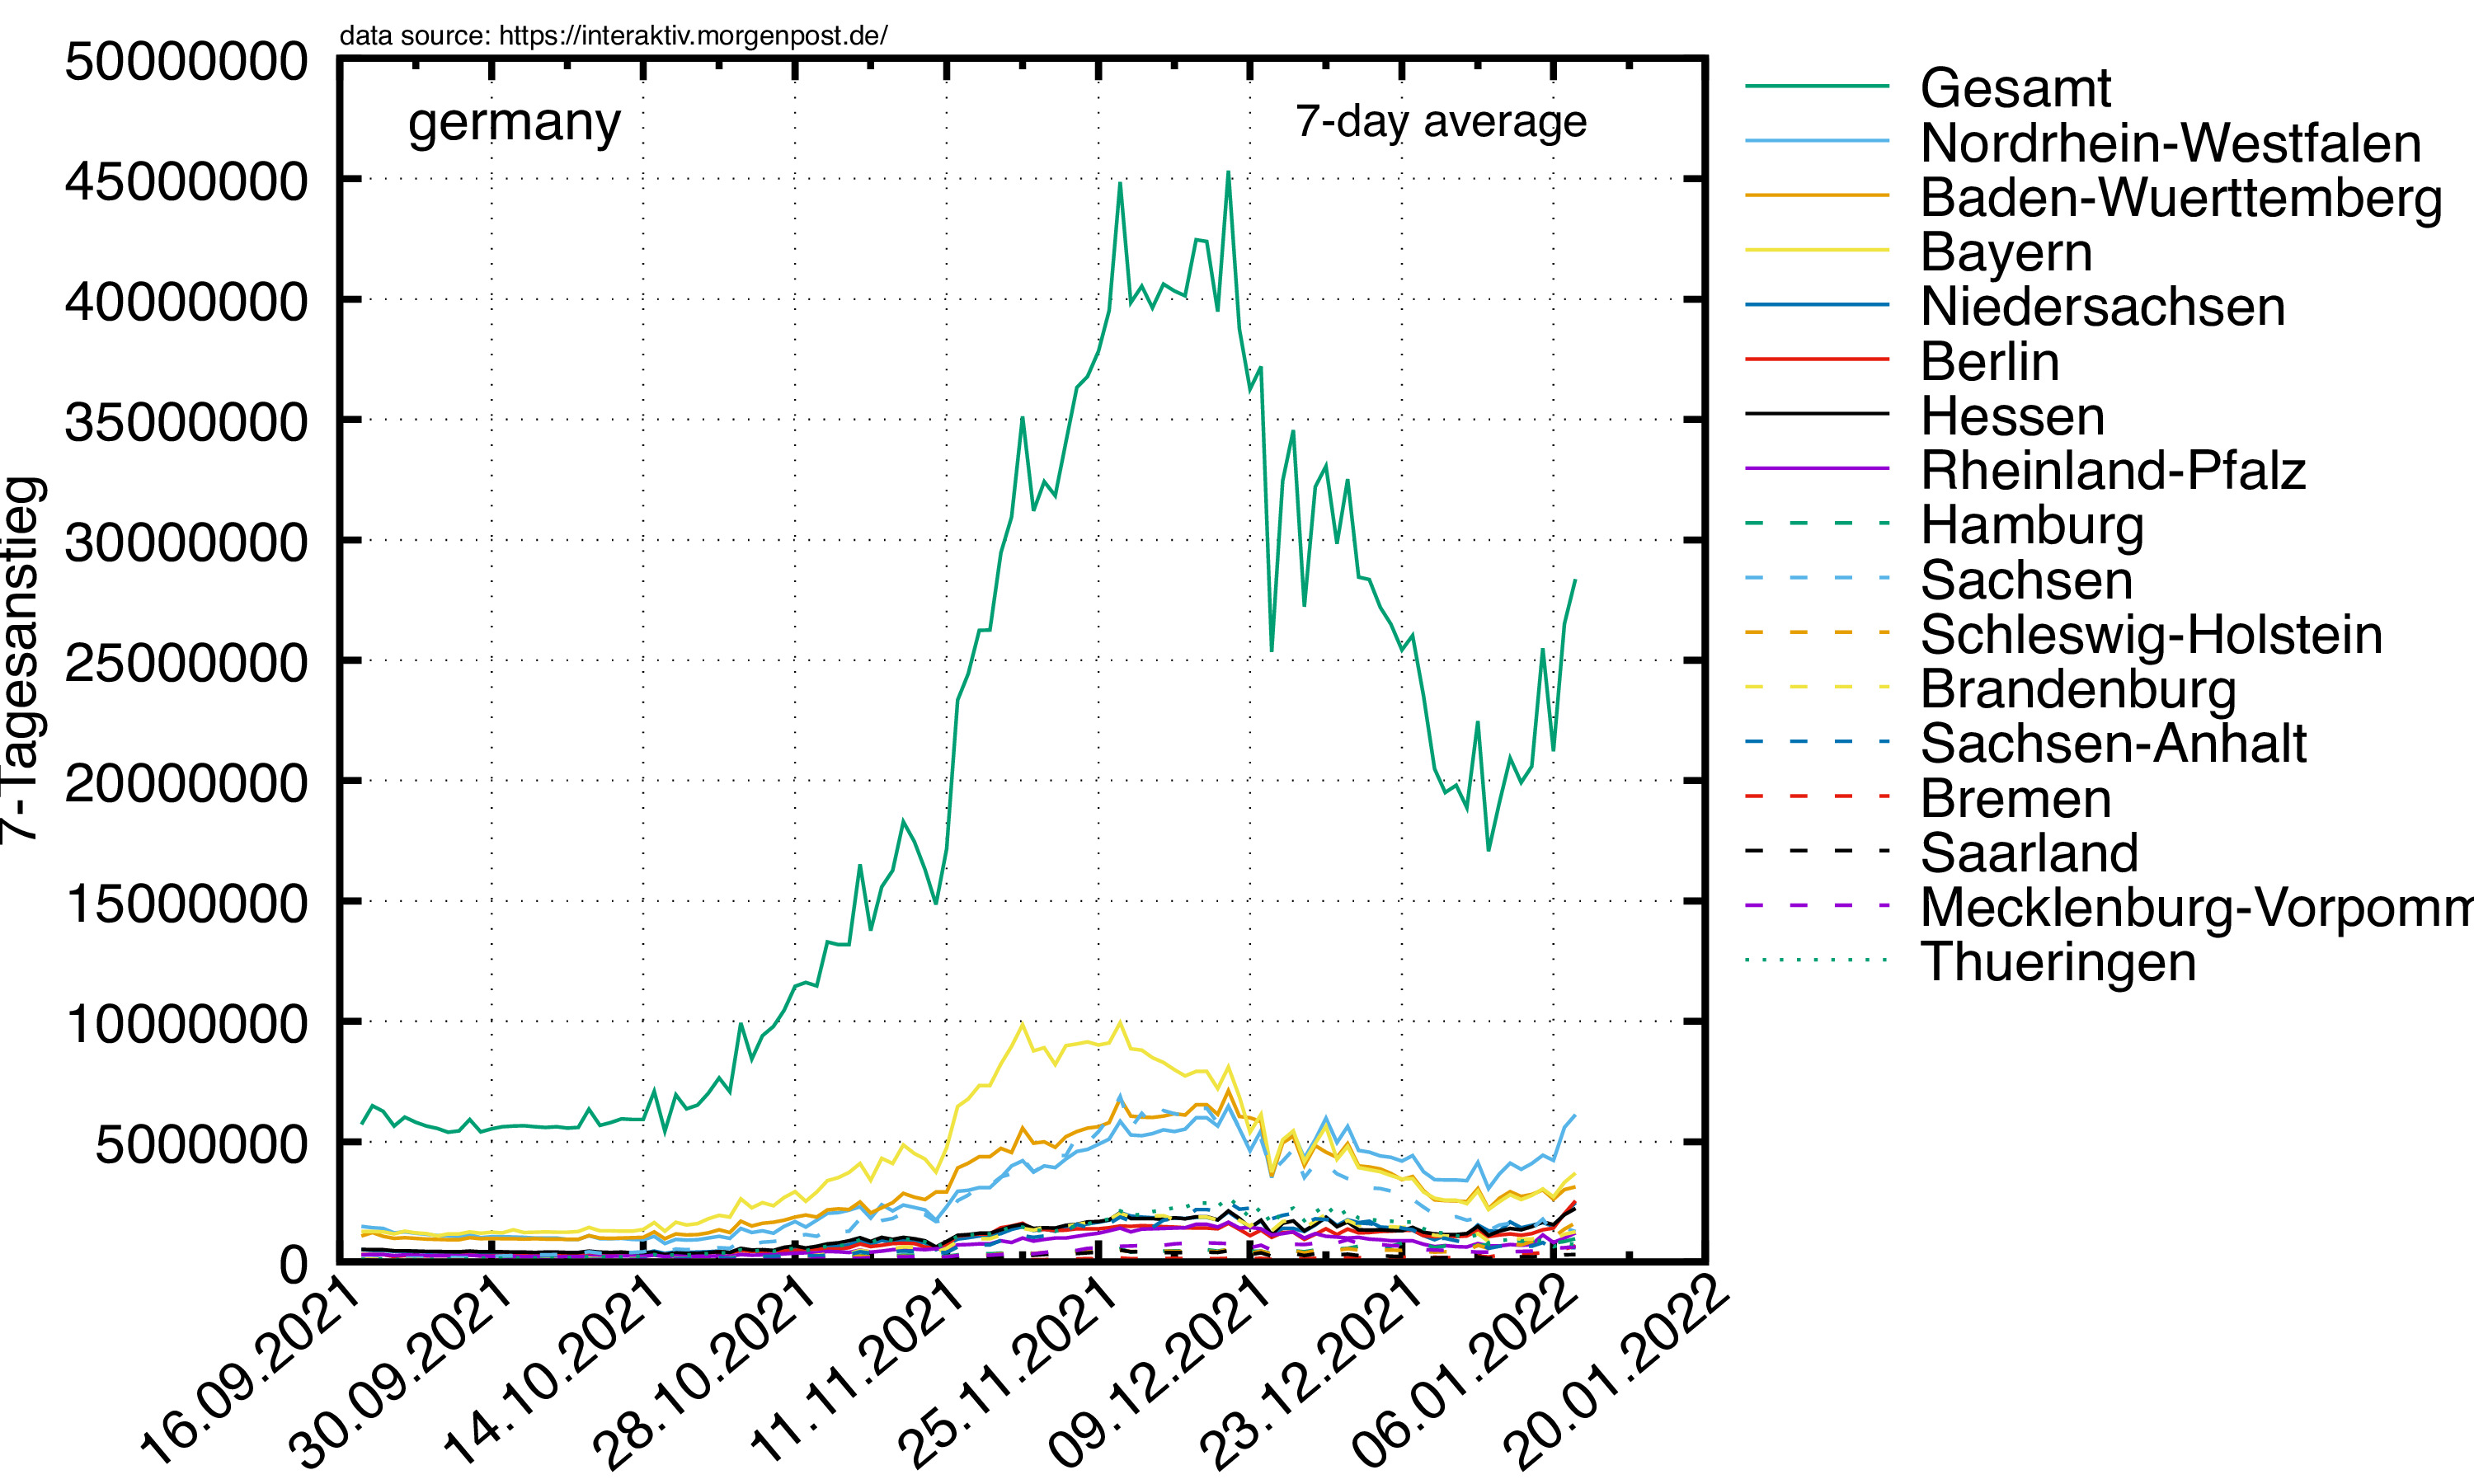 data source: https://interaktiv.morgenpost.de/
50000000
45000000
40000000
35000000
30000000
25000000
20000000
15000000
10000000
5000000
0
7-Tagesanstieg
germany
7-day average
16.09.2021
30.09.2021
14.10.2021
28.10.2021
11.11.2021
25.11.2021
09.12.2021
23.12.2021
06.01.2022
20.01.2022
Gesamt
Nordrhein-Westfalen
Baden-Wuerttemberg
Bayern
Niedersachsen
Berlin
Hessen
Rheinland-Pfalz
Hamburg
Sachsen
Schleswig-Holstein
Brandenburg
Sachsen-Anhalt
Bremen
Saarland
Mecklenburg-Vorpomm
Thueringen